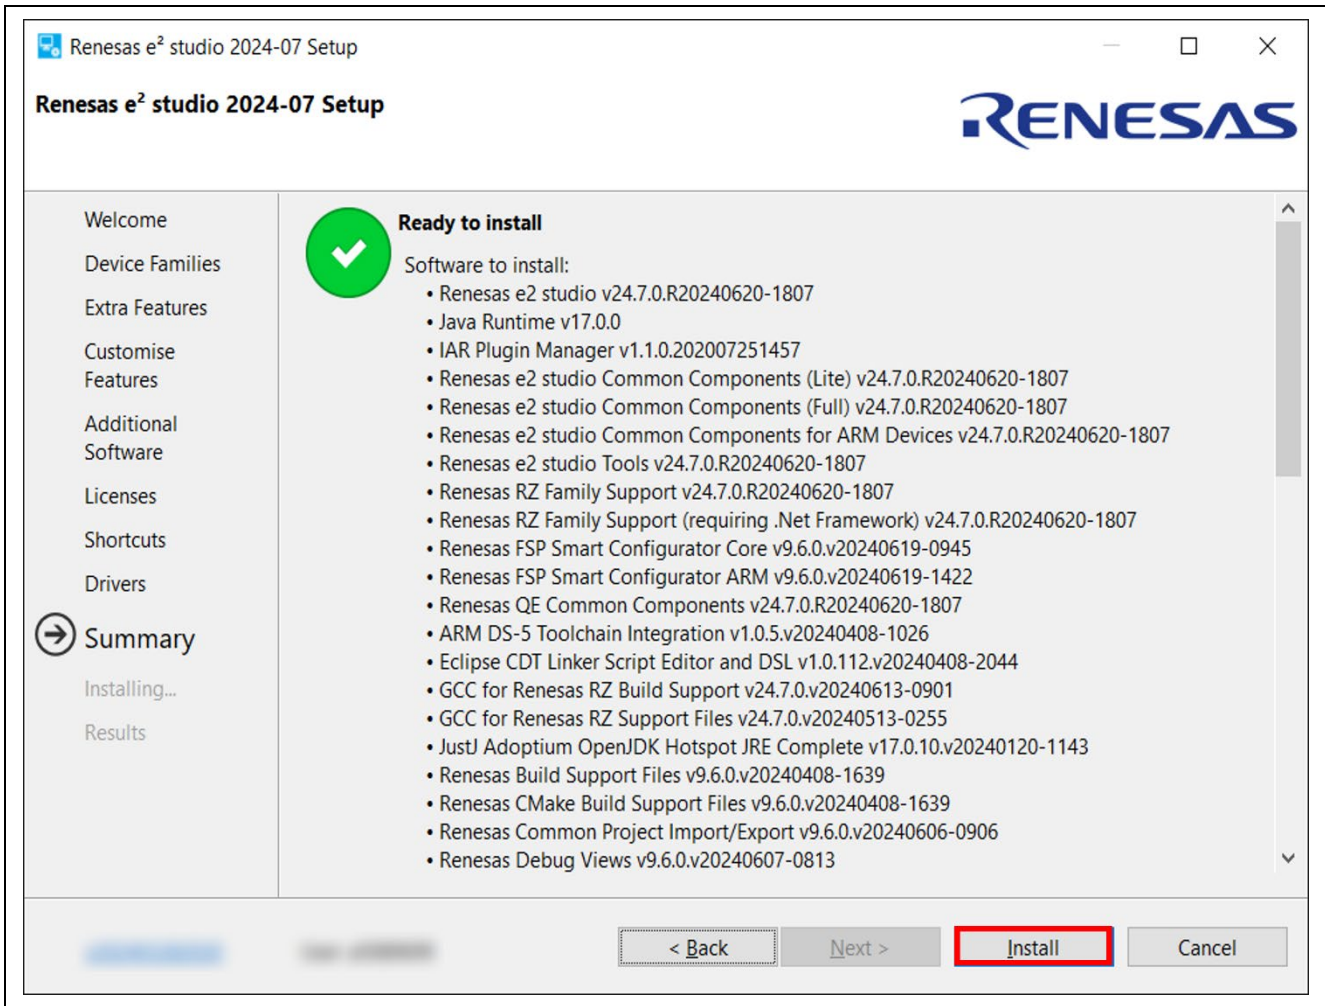 Renesas e² studio 2024-07 Setup
Renesas e² studio 2024-07 Setup
RENESAS
Welcome
Device Families
Extra Features
Customise
Features
Additional
Software
Licenses
Shortcuts
Drivers
Summary
Installing...
Results
Ready to install
Software to install:
• Renesas e2 studio v24.7.0.R20240620-1807
• Java Runtime v17.0.0
• IAR Plugin Manager v1.1.0.202007251457
• Renesas e2 studio Common Components (Lite) v24.7.0.R20240620-1807
• Renesas e2 studio Common Components (Full) v24.7.0.R20240620-1807
• Renesas e2 studio Common Components for ARM Devices v24.7.0.R20240620-1807
• Renesas e2 studio Tools v24.7.0.R20240620-1807
• Renesas RZ Family Support v24.7.0.R20240620-1807
• Renesas RZ Family Support (requiring .Net Framework) v24.7.0.R20240620-1807
• Renesas FSP Smart Configurator Core v9.6.0.v20240619-0945
• Renesas FSP Smart Configurator ARM v9.6.0.v20240619-1422
• Renesas QE Common Components v24.7.0.R20240620-1807
• ARM DS-5 Toolchain Integration v1.0.5.v20240408-1026
• Eclipse CDT Linker Script Editor and DSL v1.0.112.v20240408-2044
• GCC for Renesas RZ Build Support v24.7.0.v20240613-0901
• GCC for Renesas RZ Support Files v24.7.0.v20240513-0255
• JustJ Adoptium OpenJDK Hotspot JRE Complete v17.0.10.v20240120-1143
• Renesas Build Support Files v9.6.0.v20240408-1639
• Renesas CMake Build Support Files v9.6.0.v20240408-1639
• Renesas Common Project Import/Export v9.6.0.v20240606-0906
• Renesas Debug Views v9.6.0.v20240607-0813
< Back
Next >
Install
Cancel